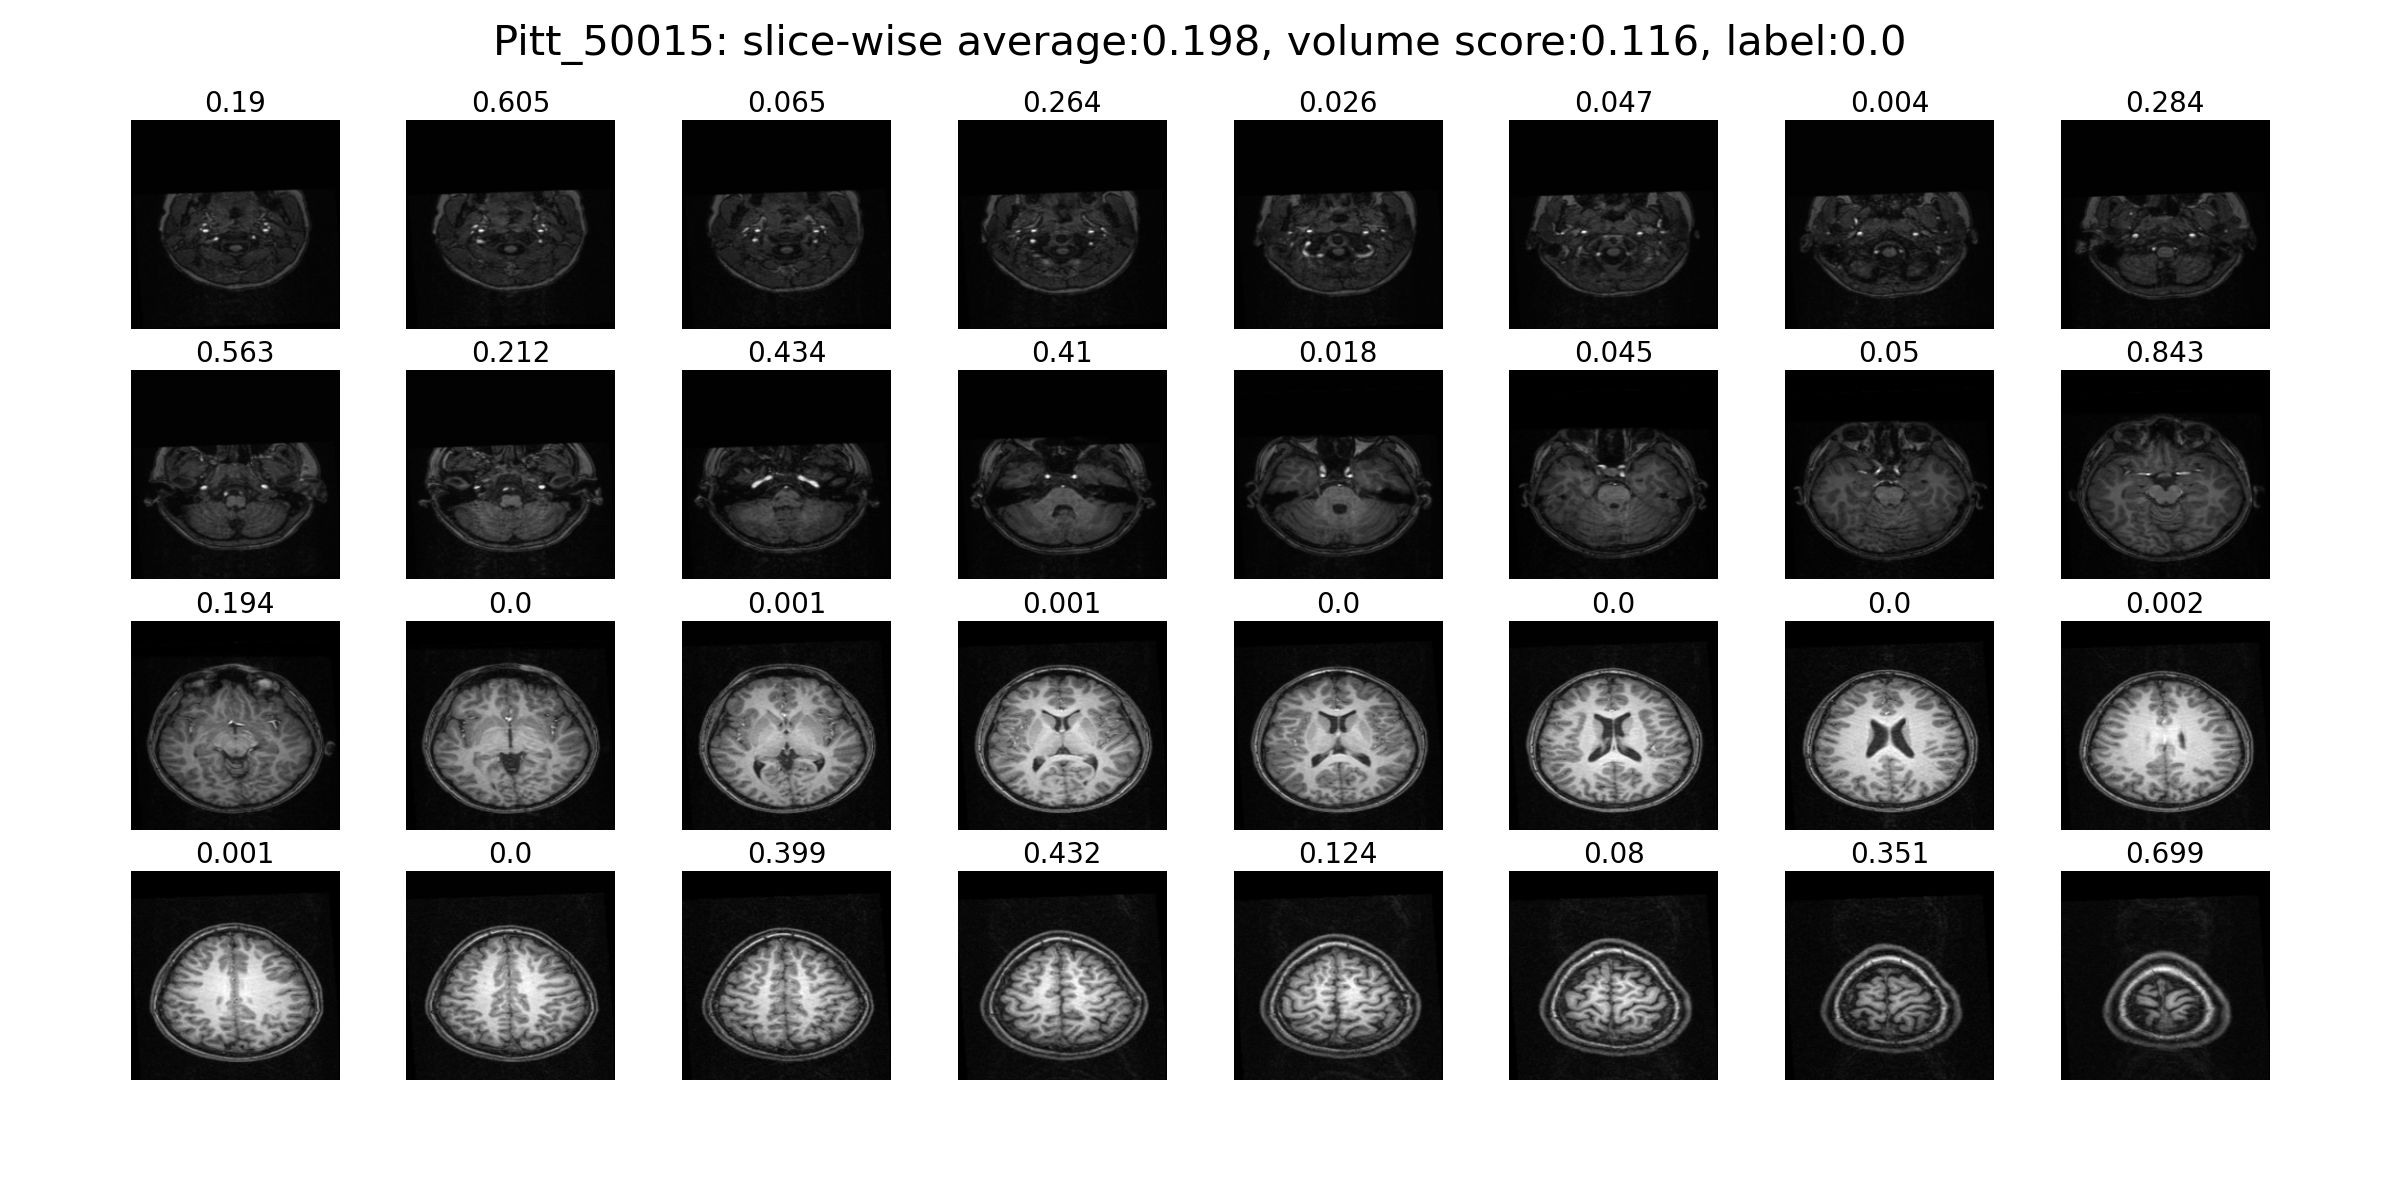 Pitt_50015: slice-wise average:0.198, volume score:0.116, label:0.0
0.19 0.605 0.065 0.264 0.026 0.047 0.004 0.284
0.563 0.212 0.434 0.41 0.018 0.045 0.05 0.843
0.194 0.0 0.001 0.001 0.0 0.0 0.0 0.002
0.001 0.0 0.399 0.432 0.124 0.08 0.351 0.699